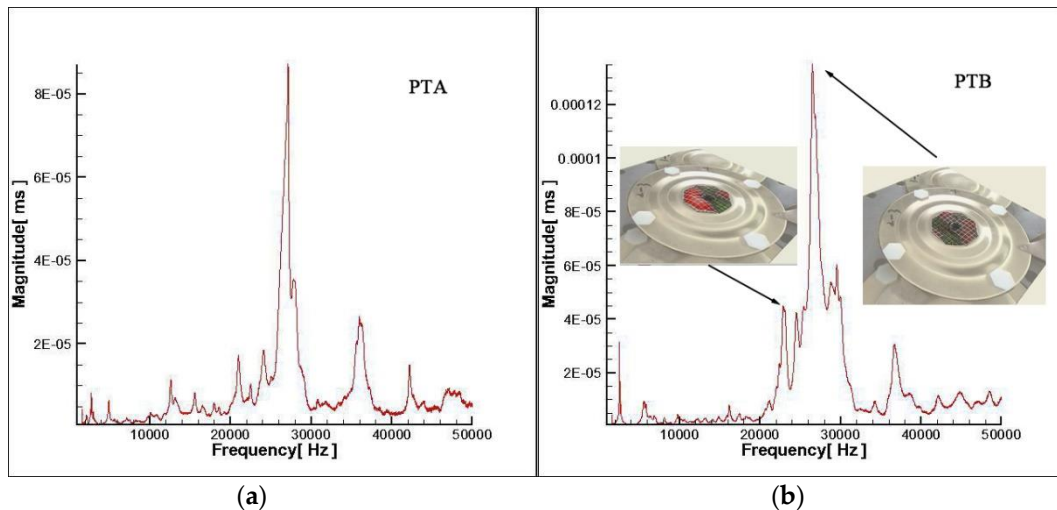 PTA
8E-05
6E-05
4E-05
2E-05
Magnitude[ ms]
10000 20000 30000 40000 50000
Frequency[ Hz]
(a)
PTB
0.00012
0.0001
8E-05
6E-05
4E-05
2E-05
Magnitude[ ms]
10000 20000 30000 40000 50000
Frequency[ Hz]
(b)